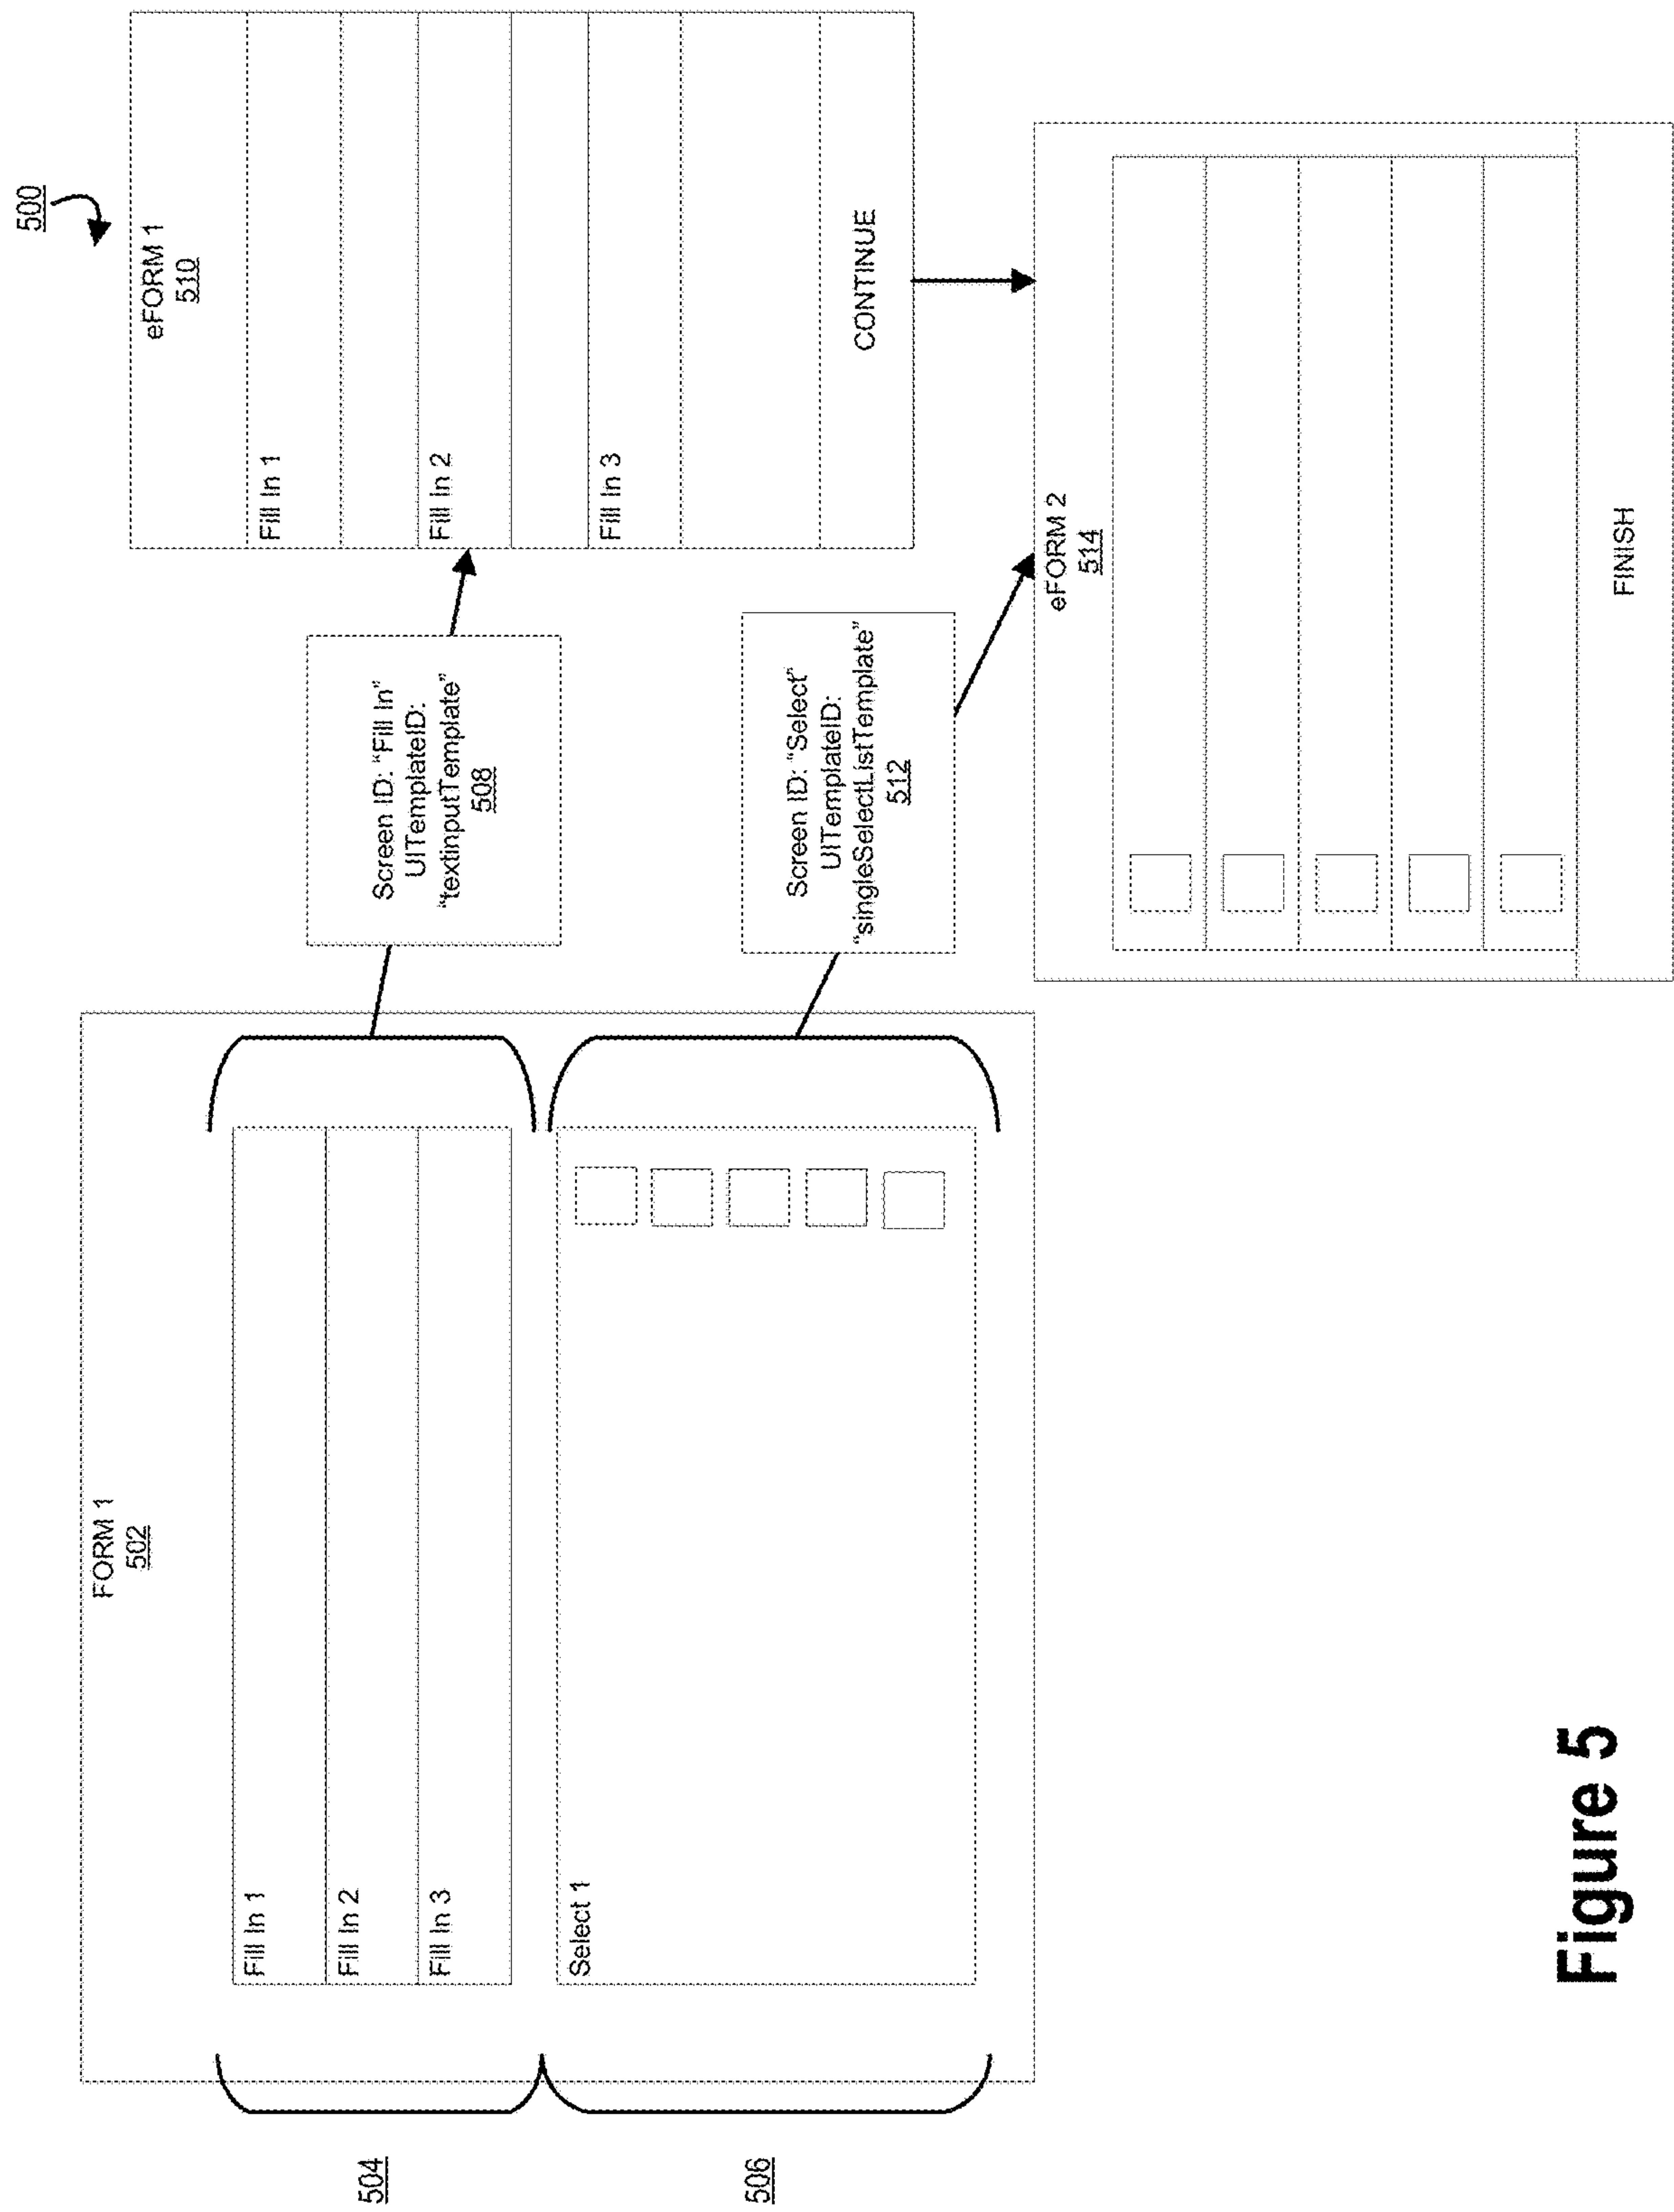 500
FORM 1
502
504
Fill In 1
Fill In 2
Fill In 3
506
Select 1
Screen ID: “Fill In”
UITemplateID:
“textInputTemplate”
508
Screen ID: “Select”
UITemplateID:
“singleSelectListTemplate”
512
eFORM 1
510
Fill In 1
Fill In 2
Fill In 3
CONTINUE
eFORM 2
514
FINISH
Figure 5